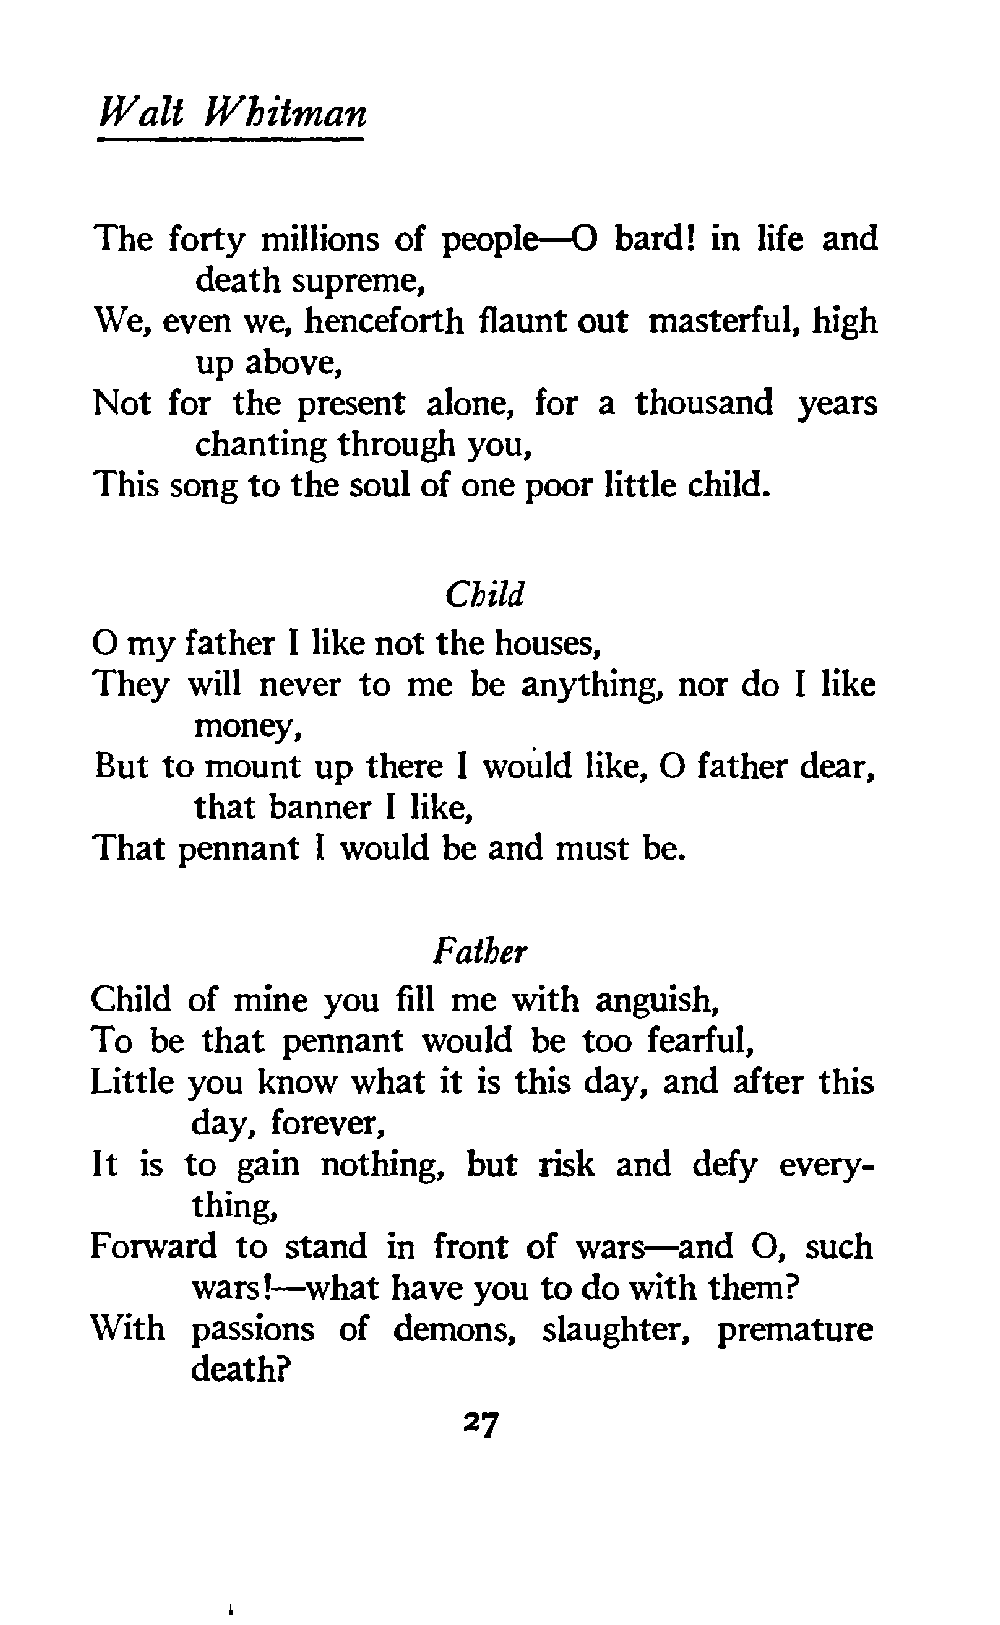 Walt Whitman
The forty millions of people—O bard! in life and
death supreme,
We, even we, henceforth flaunt out masterful, high
up above,
Not for the present alone, for a thousand years
chanting through you,
This song to the soul of one poor little child.
Child
O my father I like not the houses,
They will never to me be anything, nor do I like
money,
But to mount up there I would like, O father dear,
that banner I like,
That pennant I would be and must be.
Father
Child of mine you fill me with anguish,
To be that pennant would be too fearful,
Little you know what it is this day, and after this
day, forever,
It is to gain nothing, but risk and defy every-
thing,
Forward to stand in front of wars—and O, such
wars!—what have you to do with them?
With passions of demons, slaughter, premature
death?
27